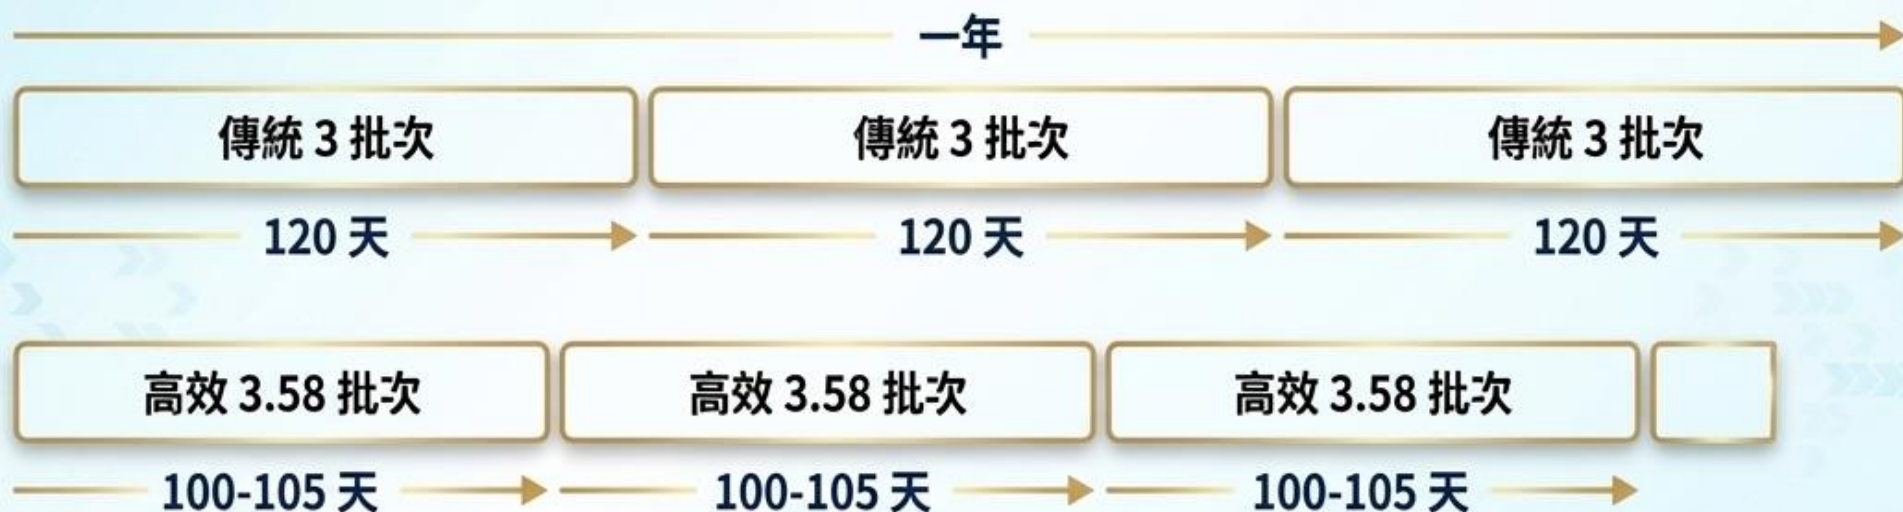 一年
傳統 3 批次 傳統 3 批次 傳統 3 批次
120 天 120 天 120 天
高效 3.58 批次 高效 3.58 批次 高效 3.58 批次
100-105 天 100-105 天 100-105 天